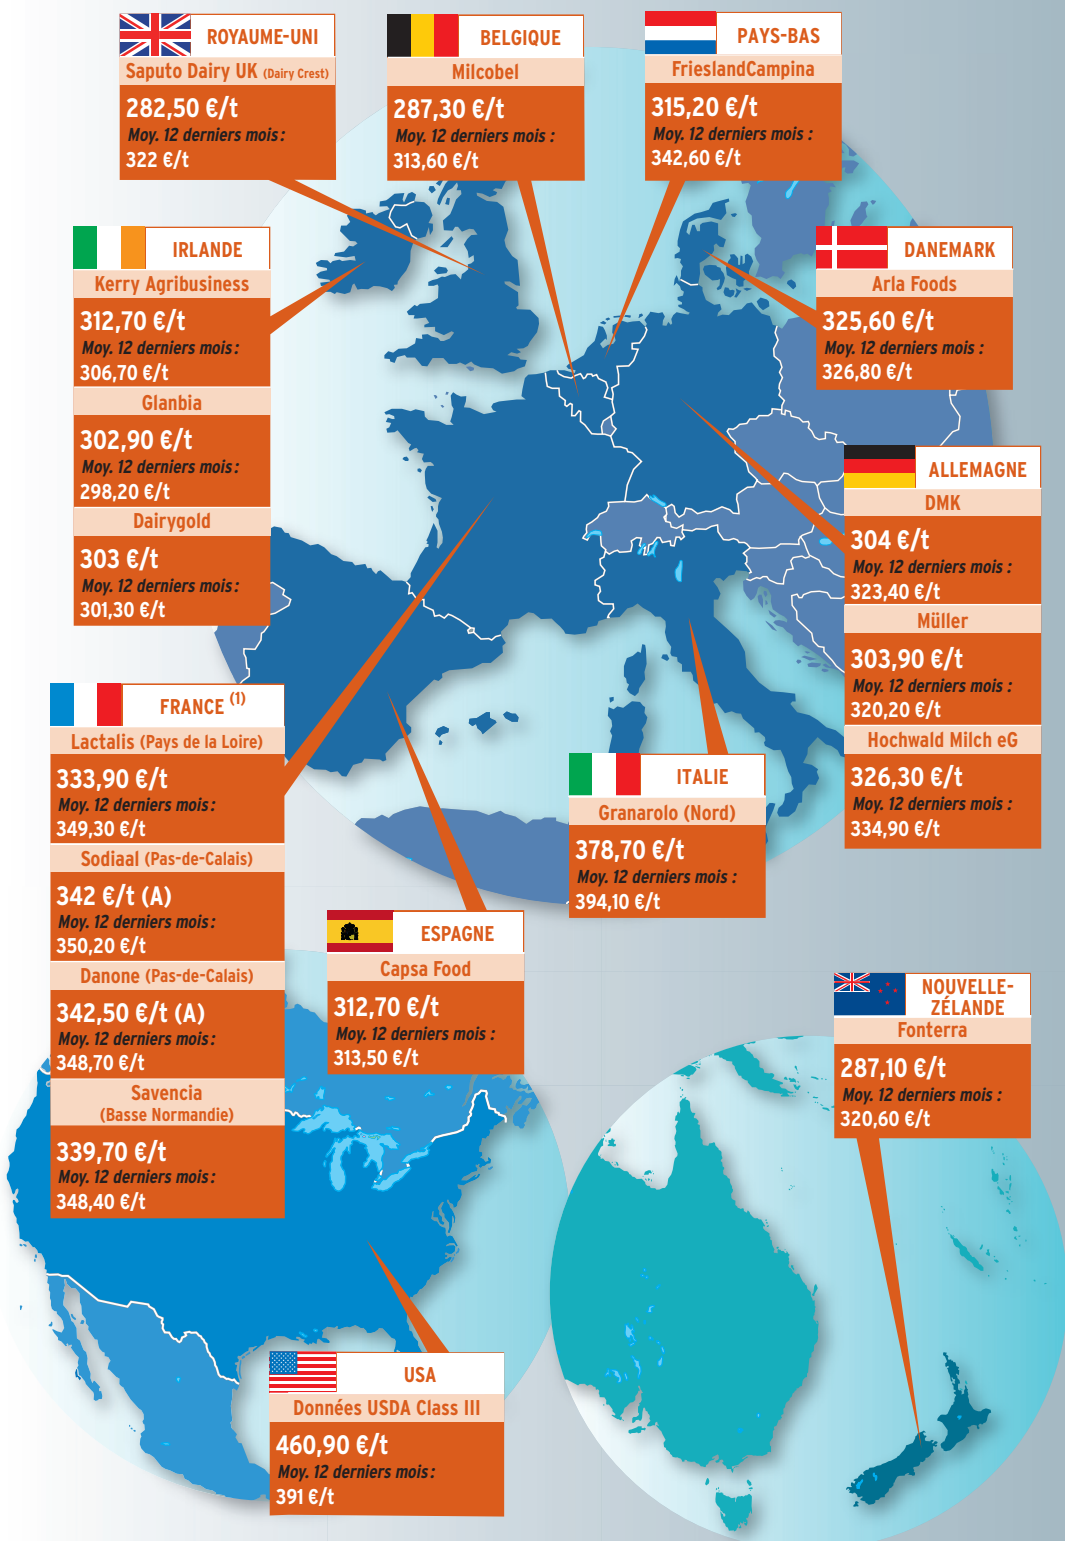 ROYAUME-UNI
Saputo Dairy UK (Dairy Crest)
282,50 €/t
Moy. 12 derniers mois :
322 €/t
BELGIQUE
Milcobel
287,30 €/t
Moy. 12 derniers mois :
313,60 €/t
PAYS-BAS
FrieslandCampina
315,20 €/t
Moy. 12 derniers mois :
342,60 €/t
IRLANDE
Kerry Agribusiness
312,70 €/t
Moy. 12 derniers mois :
306,70 €/t
Glanbia
302,90 €/t
Moy. 12 derniers mois :
298,20 €/t
Dairygold
303 €/t
Moy. 12 derniers mois :
301,30 €/t
DANEMARK
Arla Foods
325,60 €/t
Moy. 12 derniers mois :
326,80 €/t
ALLEMAGNE
DMK
304 €/t
Moy. 12 derniers mois :
323,40 €/t
Müller
303,90 €/t
Moy. 12 derniers mois :
320,20 €/t
Hochwald Milch eG
326,30 €/t
Moy. 12 derniers mois :
334,90 €/t
FRANCE (1)
Lactalis (Pays de la Loire)
333,90 €/t
Moy. 12 derniers mois :
349,30 €/t
Sodiaal (Pas-de-Calais)
342 €/t (A)
Moy. 12 derniers mois :
350,20 €/t
Danone (Pas-de-Calais)
342,50 €/t (A)
Moy. 12 derniers mois :
348,70 €/t
Savencia
(Basse Normandie)
339,70 €/t
Moy. 12 derniers mois :
348,40 €/t
ITALIE
Granarolo (Nord)
378,70 €/t
Moy. 12 derniers mois :
394,10 €/t
ESPAGNE
Capsa Food
312,70 €/t
Moy. 12 derniers mois :
313,50 €/t
NOUVELLE-
ZÉLANDE
Fonterra
287,10 €/t
Moy. 12 derniers mois :
320,60 €/t
USA
Données USDA Class III
460,90 €/t
Moy. 12 derniers mois :
391 €/t